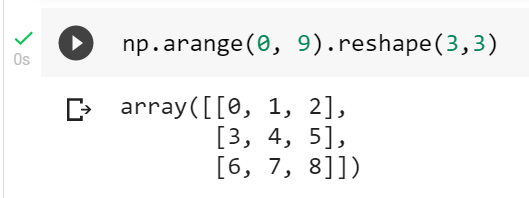 np.arange(0, 9).reshape(3,3)
0s
array([[0, 1, 2],
[3, 4, 5],
[6, 7, 8]])